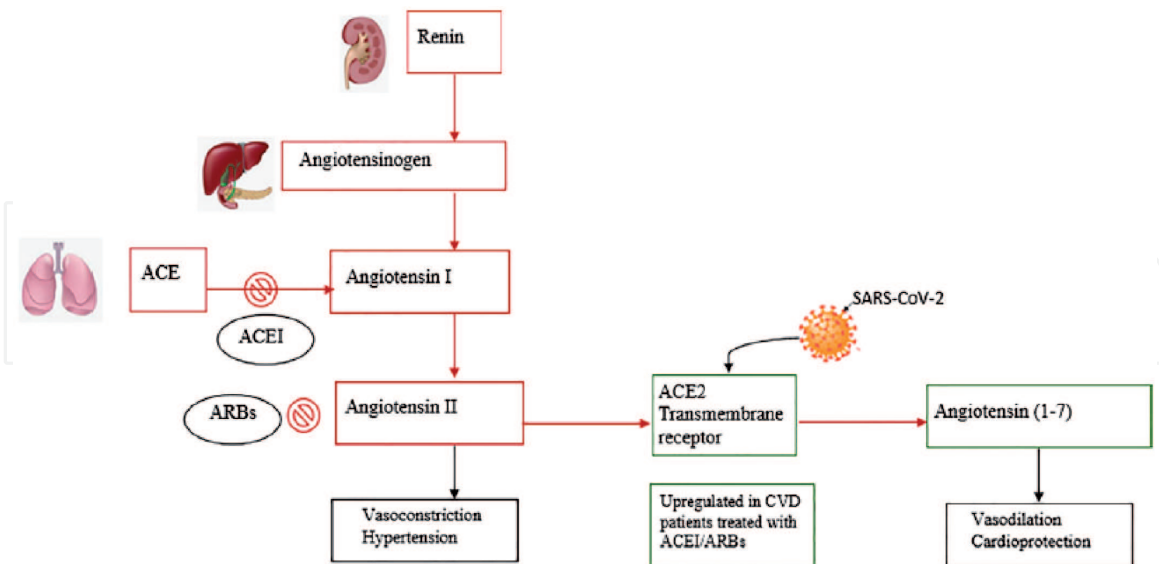 Renin
Angiotensinogen
ACE
Angiotensin I
ACEI
SARS-CoV-2
ARBs
Angiotensin II
ACE2
Transmembrane
receptor
Angiotensin (1-7)
Vasoconstriction
Hypertension
Upregulated in CVD
patients treated with
ACEI/ARBs
Vasodilation
Cardioprotection